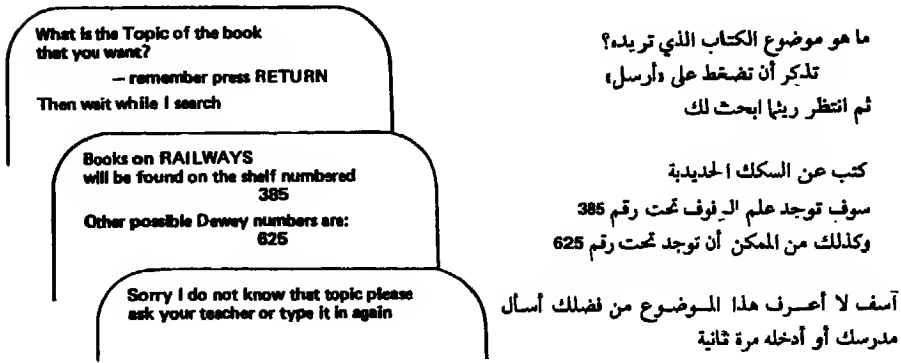 What is the Topic of the book
that you want?
– remember press RETURN
Then wait while I search
Books on RAILWAYS
will be found on the shelf numbered
385
Other possible Dewey numbers are:
625
Sorry I do not know that topic please
ask your teacher or type it in again
ما هو موضوع الكتاب الذي تريده؟
تذكر أن تضغط على «أرسل»
ثم انتظر ريثما ابحث لك
كتب عن السكك الحديدية
سوف توجد علم الرفوف تحت رقم 385
وكذلك من الممكن أن توجد تحت رقم 625
آسف لا أعرف هذا الموضوع من فضلك أسأل
مدرسك أو أدخله مرة ثانية